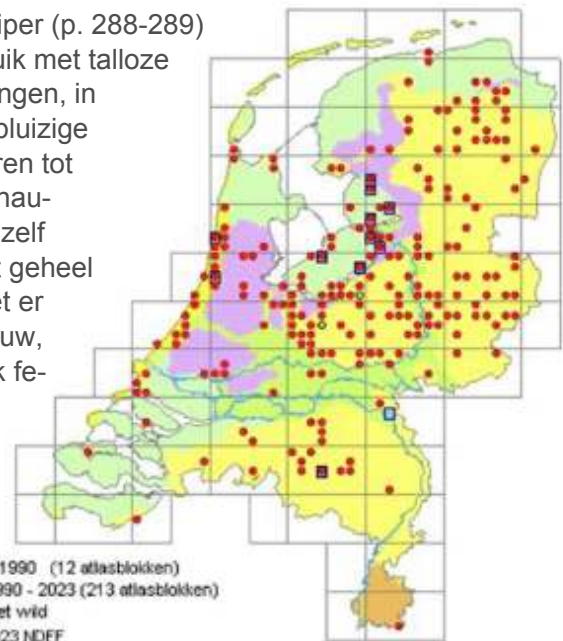 iper (p. 288-289)
uik met talloze
ngen, in
pluizige
ren tot
nau-
zelf
t geheel
et er
uw,
k fe-
1990 (12 atlasblokken)
90 - 2023 (213 atlasblokken)
et wild
23 NDFF